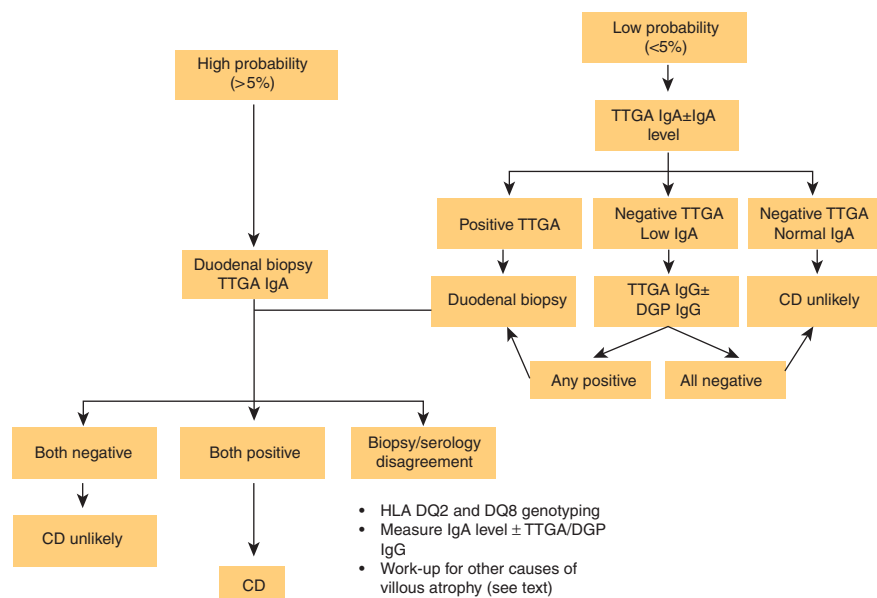 Low probability
(<5%)
High probability
(>5%)
TTGA IgA±IgA
level
Positive TTGA
Negative TTGA
Low IgA
Negative TTGA
Normal IgA
Duodenal biopsy
TTGA IgA
Duodenal biopsy
TTGA IgG±
DGP IgG
CD unlikely
Any positive
All negative
Both negative
Both positive
Biopsy/serology
disagreement
CD unlikely
CD
• HLA DQ2 and DQ8 genotyping
• Measure IgA level ± TTGA/DGP
IgG
• Work-up for other causes of
villous atrophy (see text)